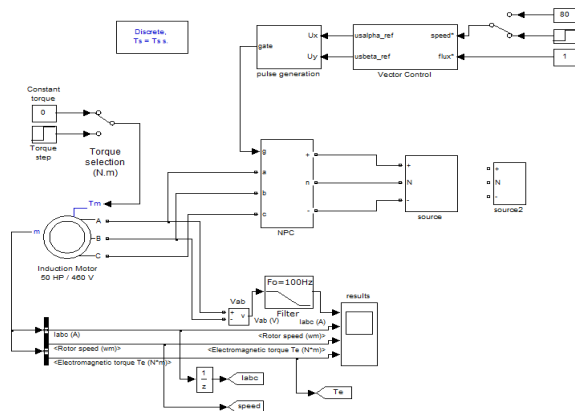 Discrete,
Ts = Ts s.
gate
Ux
Uy
pulse generation
usalpha_ref
usbeta_ref
speed*
flux*
Vector Control
80
1
Constant
torque
0
Torque
step
Torque
selection
(N.m)
Tm
m
A
B
C
Induction Motor
50 HP / 460 V
g
a
b
c
+
n
-
NPC
+
N
-
source
+
N
-
source2
Vab
+
-
v
Vab (V)
Fo=100Hz
Filter
results
Iabc (A)
<Rotor speed (wm)>
<Electromagnetic torque Te (N*m)>
Iabc (A)
<Rotor speed (wm)>
<Electromagnetic torque Te (N*m)>
1
z
Iabc
speed
Te